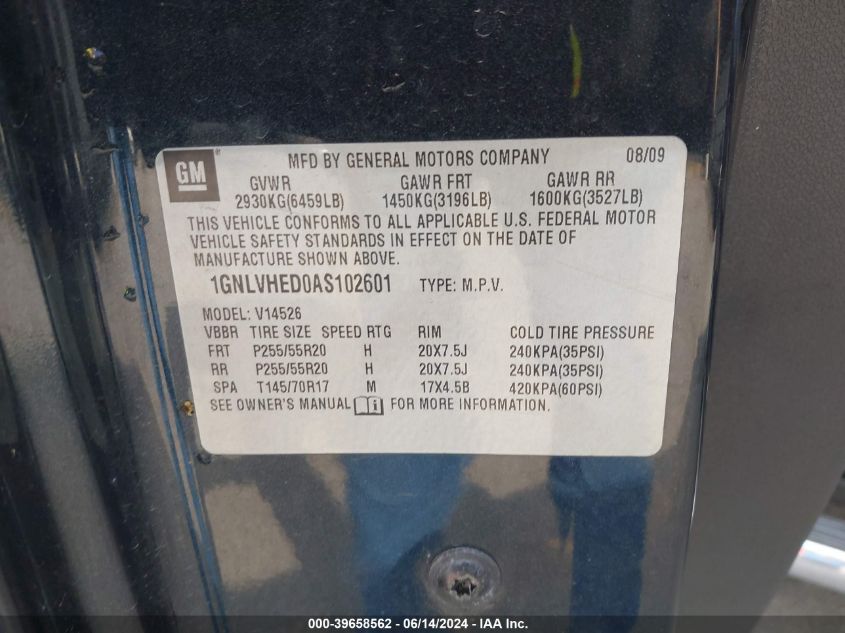 GM
MFD BY GENERAL MOTORS COMPANY 08/09
GVWR GAWR FRT GAWR RR
2930KG(6459LB) 1450KG(3196LB) 1600KG(3527LB)
THIS VEHICLE CONFORMS TO ALL APPLICABLE U.S. FEDERAL MOTOR
VEHICLE SAFETY STANDARDS IN EFFECT ON THE DATE OF
MANUFACTURE SHOWN ABOVE.
1GNLVHED0AS102601 TYPE: M.P.V.
MODEL: V14526
VBBR TIRE SIZE SPEED RTG RIM COLD TIRE PRESSURE
FRT P255/55R20 H 20X7.5J 240KPA(35PSI)
RR P255/55R20 H 20X7.5J 240KPA(35PSI)
SPA T145/70R17 M 17X4.5B 420KPA(60PSI)
SEE OWNER'S MANUAL FOR MORE INFORMATION.
000-39658562 - 06/14/2024 - IAA Inc.